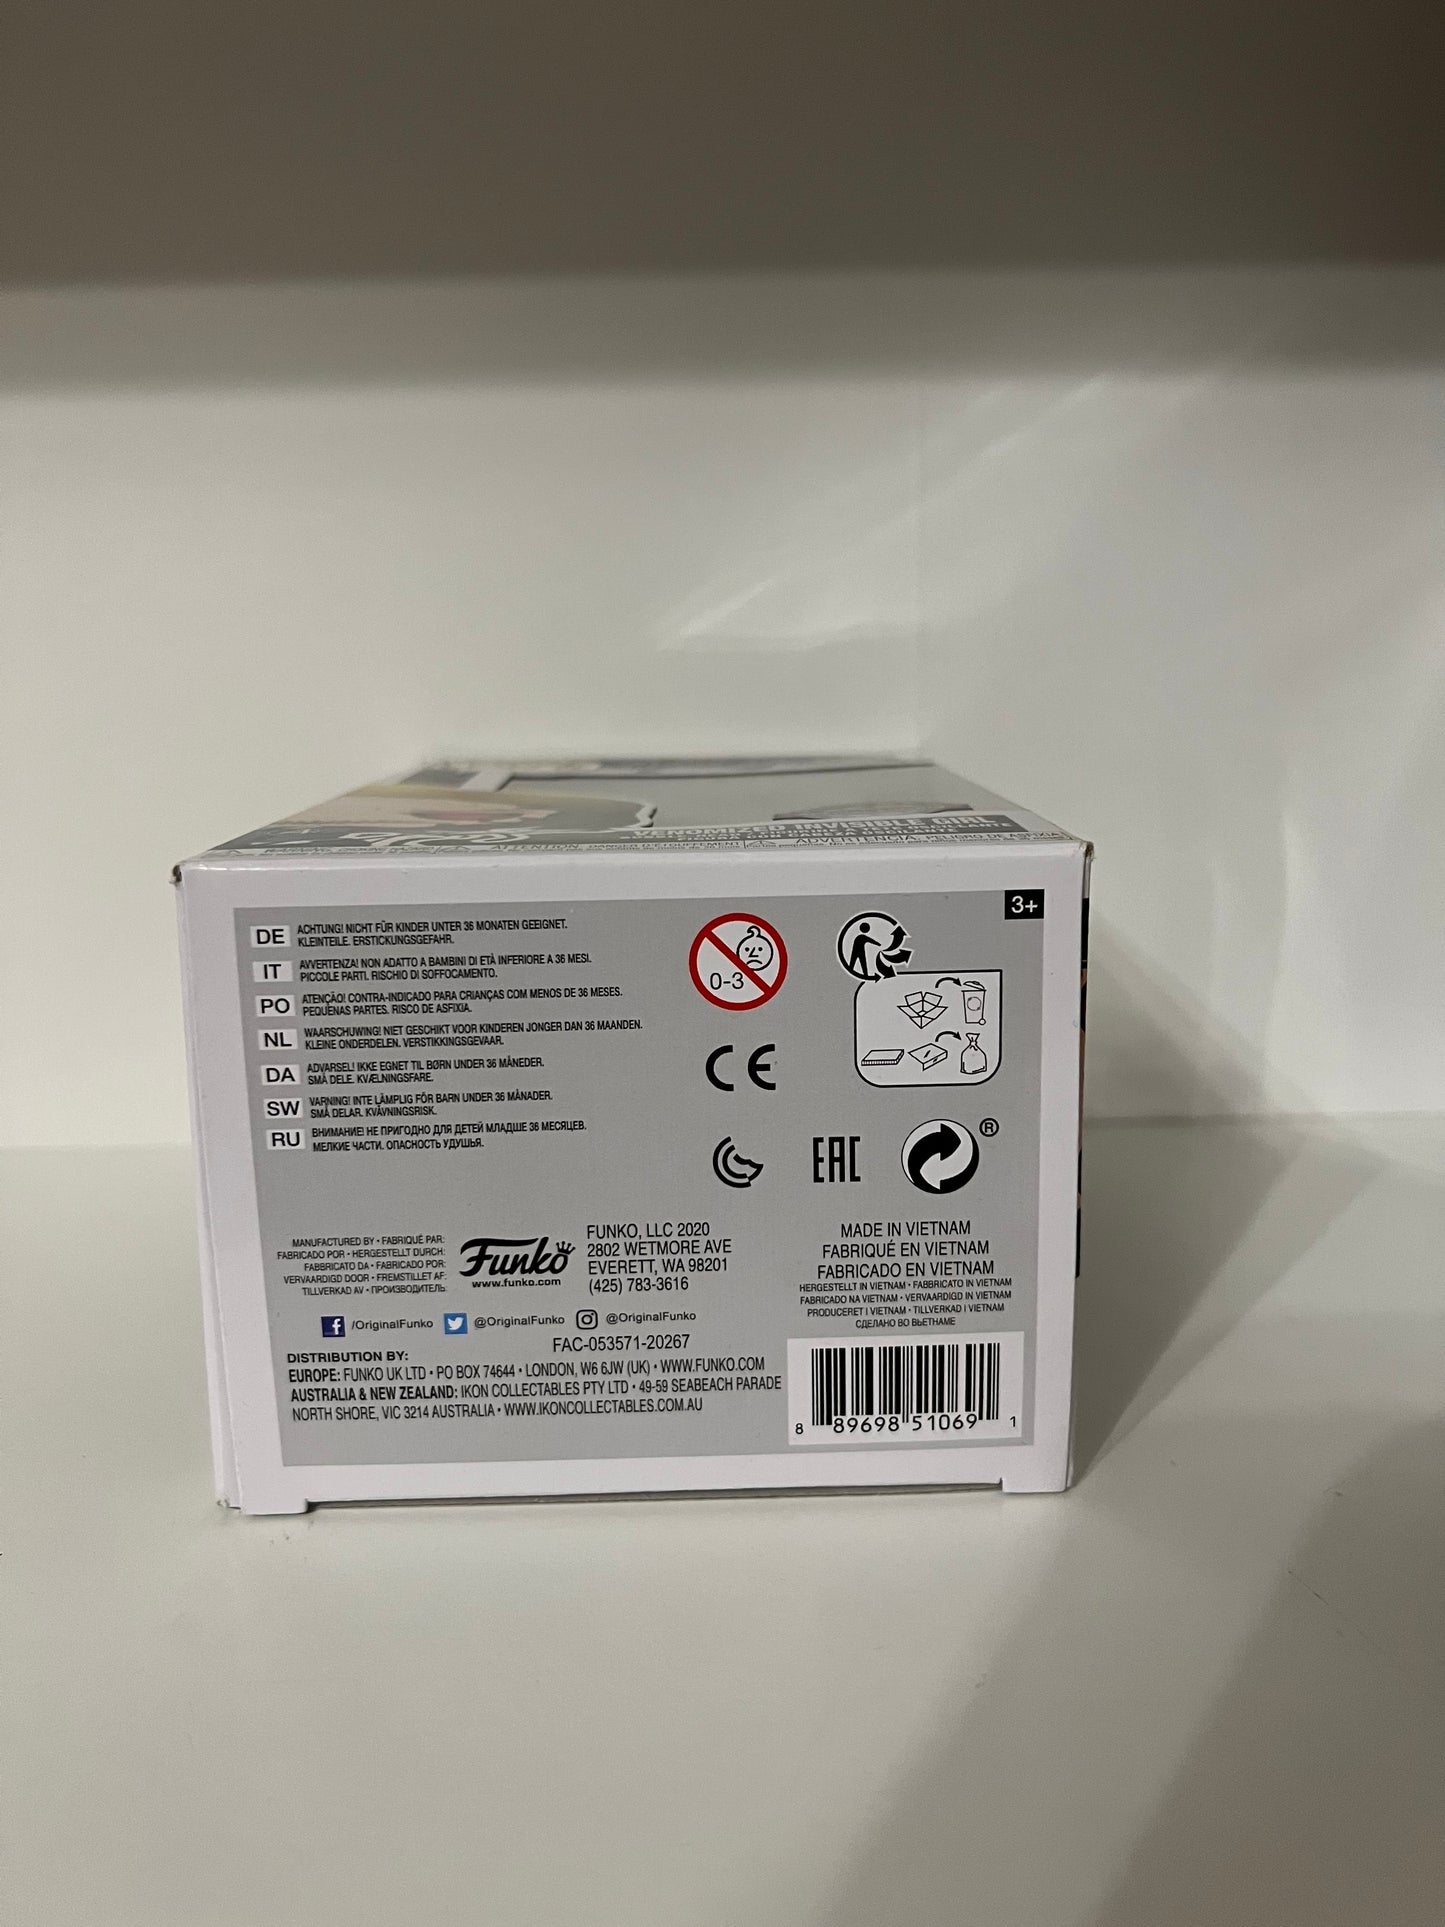 VENOMIZED INVISIBLE GIRL
3+
DE ACHTUNG! NICHT FÜR KINDER UNTER 36 MONATEN GEEIGNET.
KLEINTEILE. ERSTICKUNGSGEFAHR.
IT AVVERTENZA! NON ADATTO A BAMBINI DI ETÀ INFERIORE A 36 MESI.
PICCOLE PARTI. RISCHIO DI SOFFOCAMENTO.
PO ATENÇÃO! CONTRA-INDICADO PARA CRIANÇAS COM MENOS DE 36 MESES.
PEQUENAS PARTES. RISCO DE ASFIXIA.
NL WAARSCHUWING! NIET GESCHIKT VOOR KINDEREN JONGER DAN 36 MAANDEN.
KLEINE ONDERDELEN. VERSTIKKINGSGEVAAR.
DA ADVARSEL! IKKE EGNET TIL BØRN UNDER 36 MÅNEDER.
SMÅ DELE. KVÆLNINGSFARE.
SW VARNING! INTE LÄMPLIG FÖR BARN UNDER 36 MÅNADER.
SMÅ DELAR. KVÄVNINGSRISK.
RU ВНИМАНИЕ! НЕ ПРИГОДНО ДЛЯ ДЕТЕЙ МЛАДШЕ 36 МЕСЯЦЕВ.
МЕЛКИЕ ЧАСТИ. ОПАСНОСТЬ УДУШЬЯ.
0-3
CE
EAC
®
MANUFACTURED BY • FABRIQUÉ PAR:
FABRICADO POR • HERGESTELLT DURCH:
FABBRICATO DA • FABRICADO POR:
VERVAARDIGD DOOR • FREMSTILLET AF:
TILLVERKAD AV • ПРОИЗВОДИТЕЛЬ:
Funko
www.funko.com
FUNKO, LLC 2020
2802 WETMORE AVE
EVERETT, WA 98201
(425) 783-3616
MADE IN VIETNAM
FABRIQUÉ EN VIETNAM
FABRICADO EN VIETNAM
HERGESTELLT IN VIETNAM • FABBRICATO IN VIETNAM
FABRICADO NA VIETNAM • VERVAARDIGD IN VIETNAM
PRODUCERET I VIETNAM • TILLVERKAD I VIETNAM
СДЕЛАНО ВО ВЬЕТНАМЕ
/OriginalFunko @OriginalFunko @OriginalFunko
FAC-053571-20267
DISTRIBUTION BY:
EUROPE: FUNKO UK LTD • PO BOX 74644 • LONDON, W6 6JW (UK) • WWW.FUNKO.COM
AUSTRALIA & NEW ZEALAND: IKON COLLECTABLES PTY LTD • 49-59 SEABEACH PARADE
NORTH SHORE, VIC 3214 AUSTRALIA • WWW.IKONCOLLECTABLES.COM.AU
8 89698 51069 1